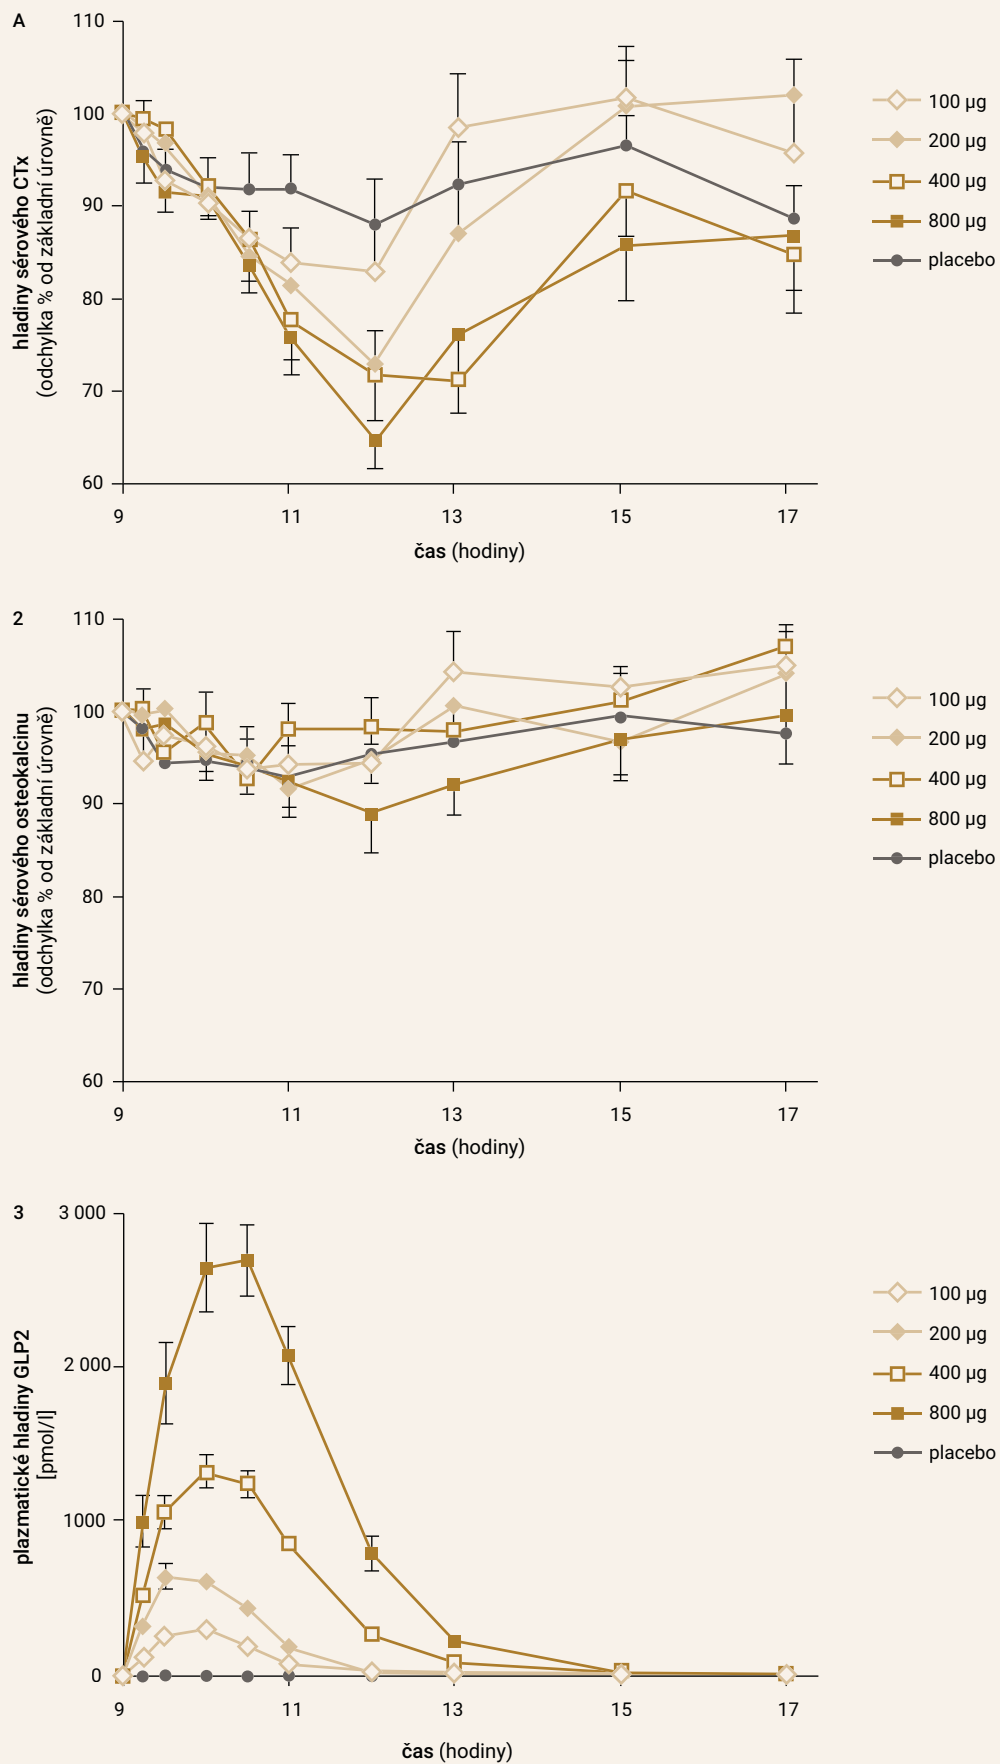 A
110
100
90
80
70
60
hladiny sérového CTx
(odchylka % od základní úrovně)
9
11
13
15
17
čas (hodiny)
100 µg
200 µg
400 µg
800 µg
placebo
2
110
100
90
80
70
60
hladiny sérového osteokalcinu
(odchylka % od základní úrovně)
9
11
13
15
17
čas (hodiny)
100 µg
200 µg
400 µg
800 µg
placebo
3
3 000
2 000
1000
0
plazmatické hladiny GLP2
[pmol/l]
9
11
13
15
17
čas (hodiny)
100 µg
200 µg
400 µg
800 µg
placebo